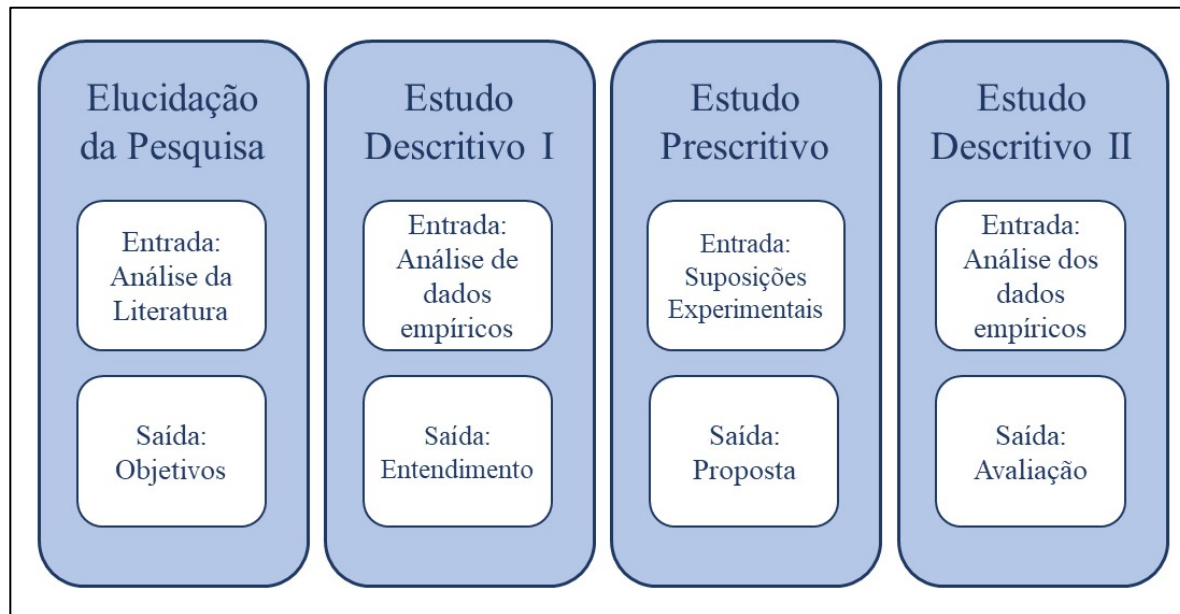 Elucidação
da Pesquisa
Entrada:
Análise da
Literatura
Saída:
Objetivos
Estudo
Descritivo I
Entrada:
Análise de
dados
empíricos
Saída:
Entendimento
Estudo
Prescritivo
Entrada:
Suposições
Experimentais
Saída:
Proposta
Estudo
Descritivo II
Entrada:
Análise dos
dados
empíricos
Saída:
Avaliação